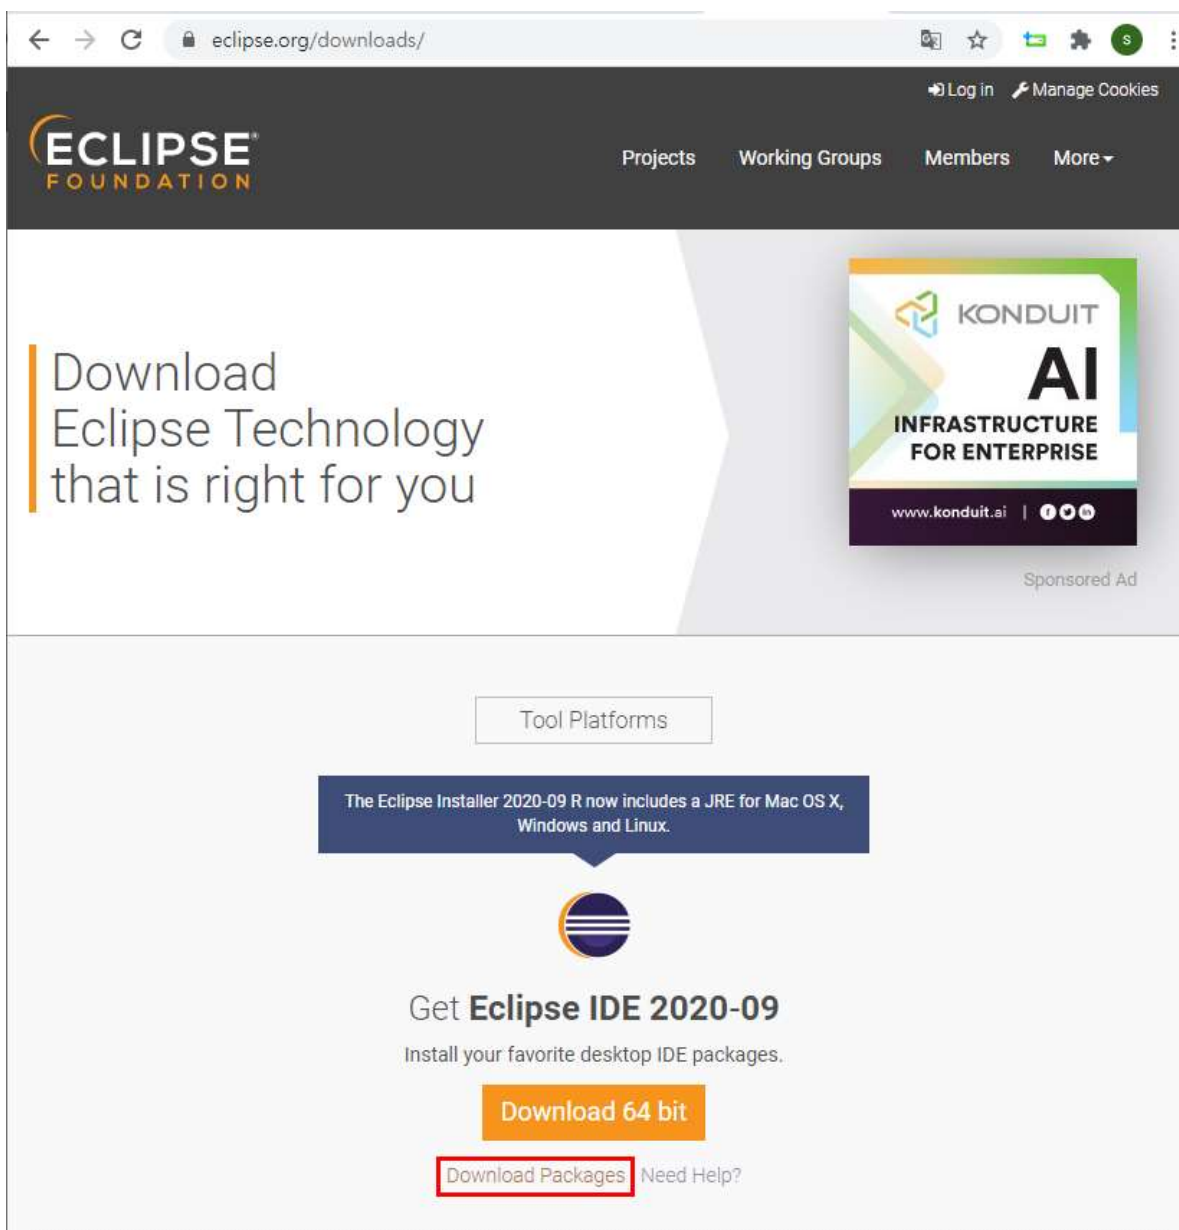 eclipse.org/downloads/
S
Log in Manage Cookies
ECLIPSE®
FOUNDATION
Projects Working Groups Members More
Download
Eclipse Technology
that is right for you
KONDUIT
AI
INFRASTRUCTURE
FOR ENTERPRISE
www.konduit.ai |
Sponsored Ad
Tool Platforms
The Eclipse Installer 2020-09 R now includes a JRE for Mac OS X,
Windows and Linux.
Get Eclipse IDE 2020-09
Install your favorite desktop IDE packages.
Download 64 bit
Download Packages Need Help?